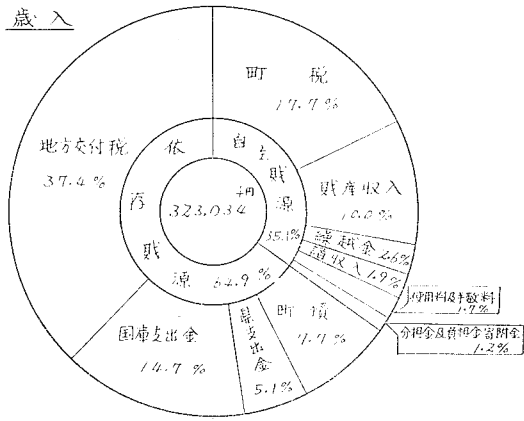 歳入
町税
17.7%
財産収入
10.0%
繰越金 2.6%
諸収入 1.9%
使用料及手数料
1.7%
分担金及負担金寄附金
1.2%
町債
7.7%
県支出金
5.1%
国庫支出金
14.7%
地方交付税
37.4%
自主財源
35.1%
依存財源 64.9%
323,034千円